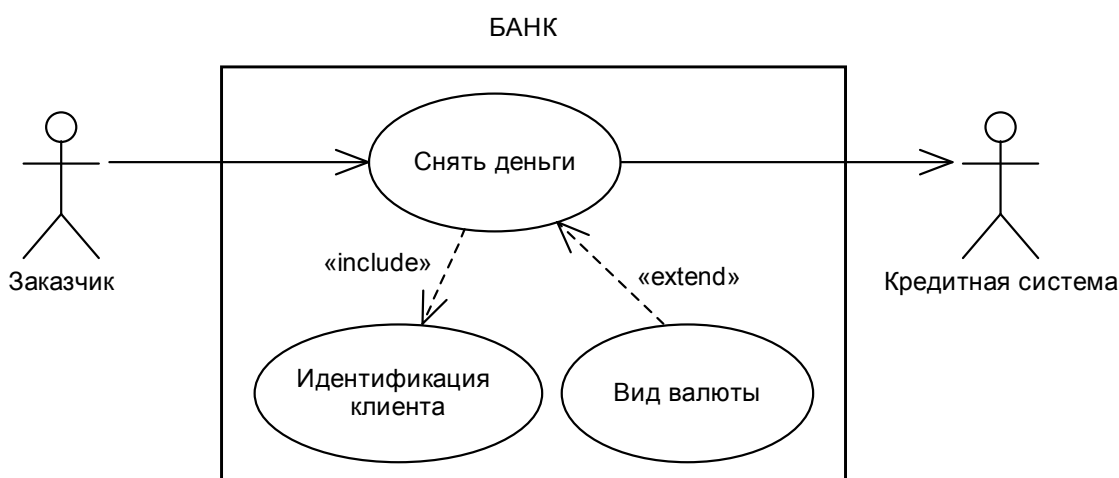 БАНК
Снять деньги
«include»
«extend»
Заказчик
Кредитная система
Идентификация
клиента
Вид валюты